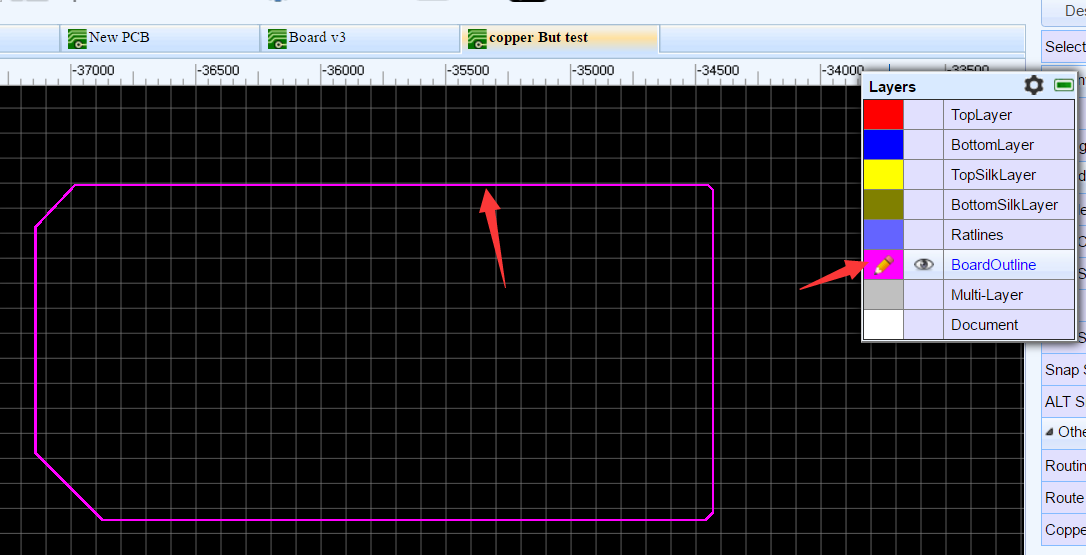 Des
New PCB
Board v3
copper But test
Select
-37000 -36500 -36000 -35500 -35000 -34500 -34000 -33500
Layers
TopLayer
BottomLayer
TopSilkLayer
BottomSilkLayer
Ratlines
BoardOutline
Multi-Layer
Document
Snap S
ALT S
Othe
Routin
Route
Coppe